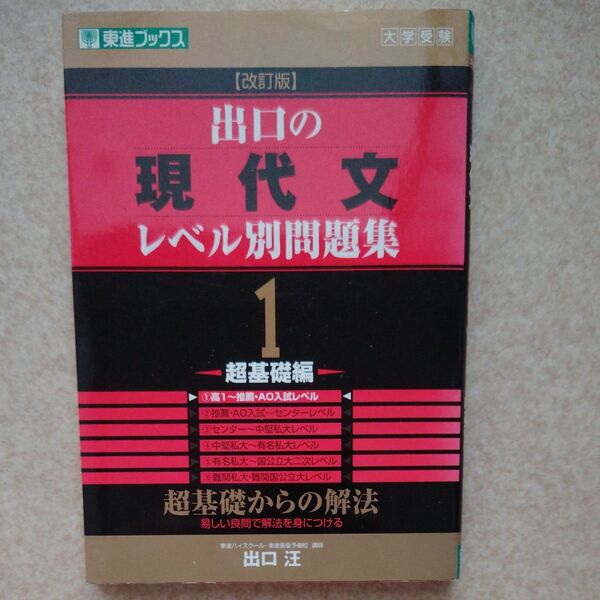 東進ブックス
大学受験
【改訂版】
出口の
現代文
レベル別問題集
1
超基礎編
①高1〜推薦・AO入試レベル
②推薦・AO入試〜センターレベル
③センター〜中堅私大レベル
④中堅私大〜有名私大レベル
⑤有名私大〜国公立大二次レベル
⑥難関私大・難関国公立大レベル
超基礎からの解法
易しい良問で解法を身につける
東進ハイスクール・東進衛星予備校 講師
出口 汪